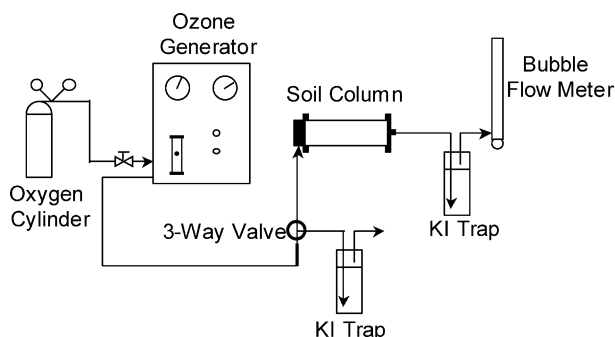 Ozone
Generator
Bubble
Flow Meter
Soil Column
Oxygen
Cylinder
KI Trap
3-Way Valve
KI Trap